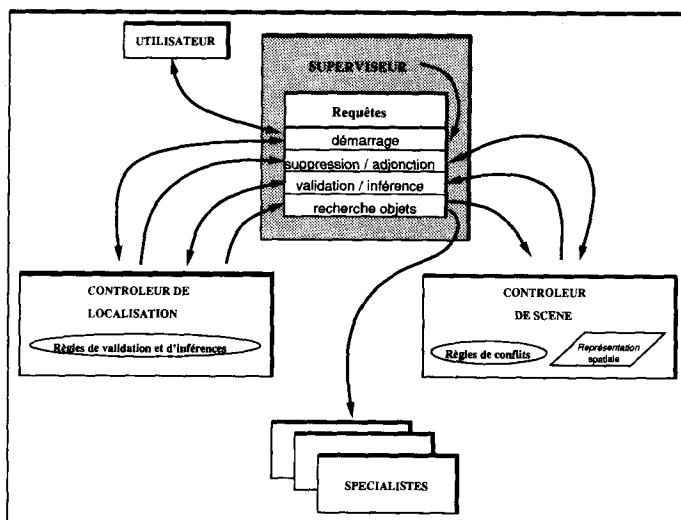 UTILISATEUR
SUPERVISEUR
Requêtes
démarrage
suppression / adjonction
validation / inférence
recherche objets
CONTROLEUR DE
LOCALISATION
Règles de validation et d'inférences
CONTROLEUR
DE SCENE
Règles de conflits
Représentation
spatiale
SPECIALISTES